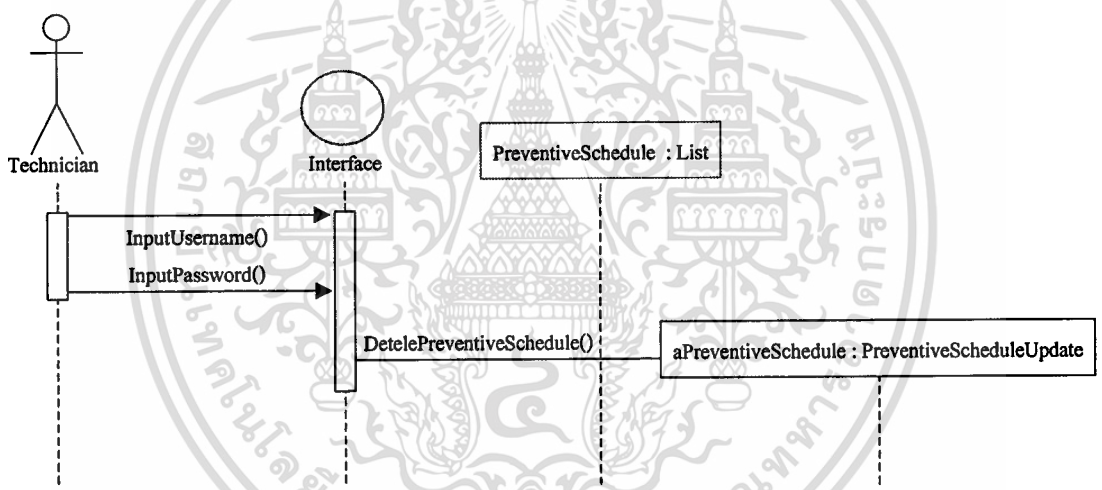 Technician
Interface
PreventiveSchedule : List
InputUsername()
InputPassword()
DetelePreventiveSchedule()
aPreventiveSchedule : PreventiveScheduleUpdate